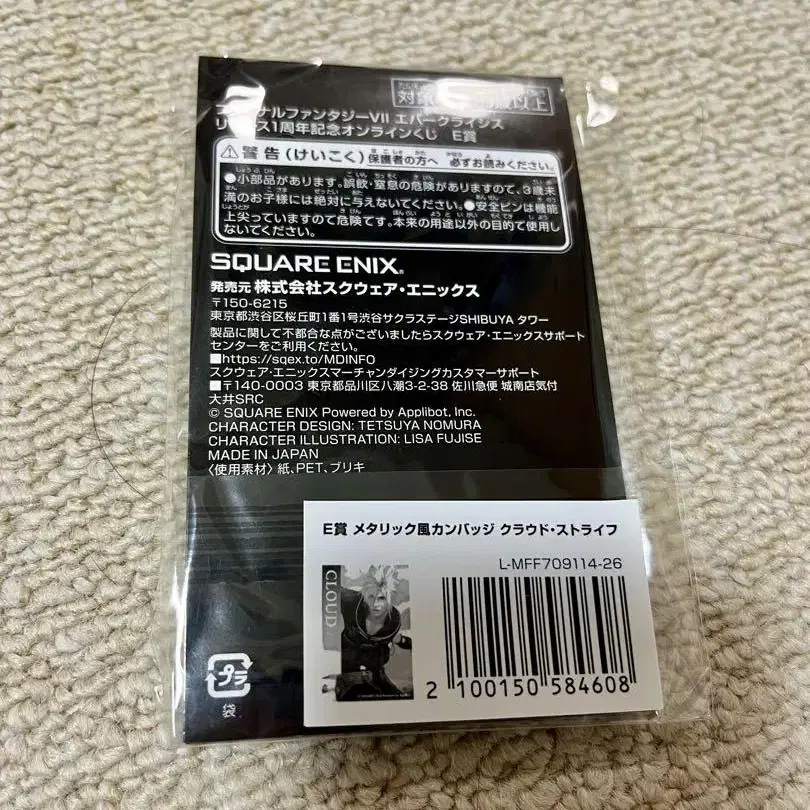 対象 以上
ファイナルファンタジーVII エバークライシス
リリース1周年記念オンラインくじ E賞
警告(けいこく) 保護者の方へ 必ずお読みください。
●小部品があります。誤飲・窒息の危険がありますので、3歳未
満のお子様には絶対に与えないでください。●安全ピンは機能
上尖っていますので危険です。本来の用途以外の目的で使用し
ないでください。
SQUARE ENIX®
発売元 株式会社スクウェア・エニックス
〒150-6215
東京都渋谷区桜丘町1番1号渋谷サクラステージSHIBUYA タワー
製品に関して不都合な点がございましたらスクウェア・エニックスサポート
センターをご利用ください。
■https://sqex.to/MDINFO
スクウェア・エニックスマーチャンダイジングカスタマーサポート
■〒140-0003 東京都品川区八潮3-2-38 佐川急便 城南店気付
大井SRC
© SQUARE ENIX Powered by Applibot, Inc.
CHARACTER DESIGN: TETSUYA NOMURA
CHARACTER ILLUSTRATION: LISA FUJISE
MADE IN JAPAN
〈使用素材〉紙、PET、ブリキ
E賞 メタリック風カンバッジ クラウド・ストライフ
L-MFF709114-26
CLOUD
2 100150 584608
プラ
袋